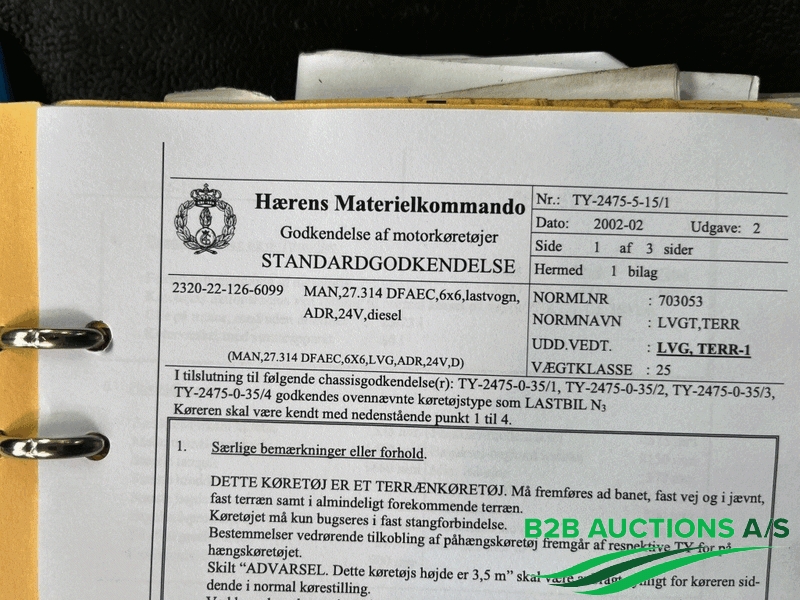 Hærens Materielkommando
Godkendelse af motorkøretøjer
STANDARDGODKENDELSE
Nr.: TY-2475-5-15/1
Dato: 2002-02 Udgave: 2
Side 1 af 3 sider
Hermed 1 bilag
2320-22-126-6099 MAN,27.314 DFAEC,6x6,lastvogn,
ADR,24V,diesel
(MAN,27.314 DFAEC,6X6,LVG,ADR,24V,D)
NORMLNR : 703053
NORMNAVN : LVGT,TERR
UDD.VEDT. : LVG, TERR-1
VÆGTKLASSE : 25
I tilslutning til følgende chassisgodkendelse(r): TY-2475-0-35/1, TY-2475-0-35/2, TY-2475-0-35/3,
TY-2475-0-35/4 godkendes ovennævnte køretøjstype som LASTBIL N3
Køreren skal være kendt med nedenstående punkt 1 til 4.
1. Særlige bemærkninger eller forhold.
DETTE KØRETØJ ER ET TERRÆNKØRETØJ. Må fremføres ad banet, fast vej og i jævnt,
fast terræn samt i almindeligt forekommende terræn.
Køretøjet må kun bugseres i fast stangforbindelse.
Bestemmelser vedrørende tilkobling af påhængskøretøj fremgår af respektive TY for på-
hængskøretøjet.
Skilt "ADVARSEL. Dette køretøjs højde er 3,5 m" skal være for køreren sid-
dende i normal kørestilling.
B2B AUCTIONS A/S